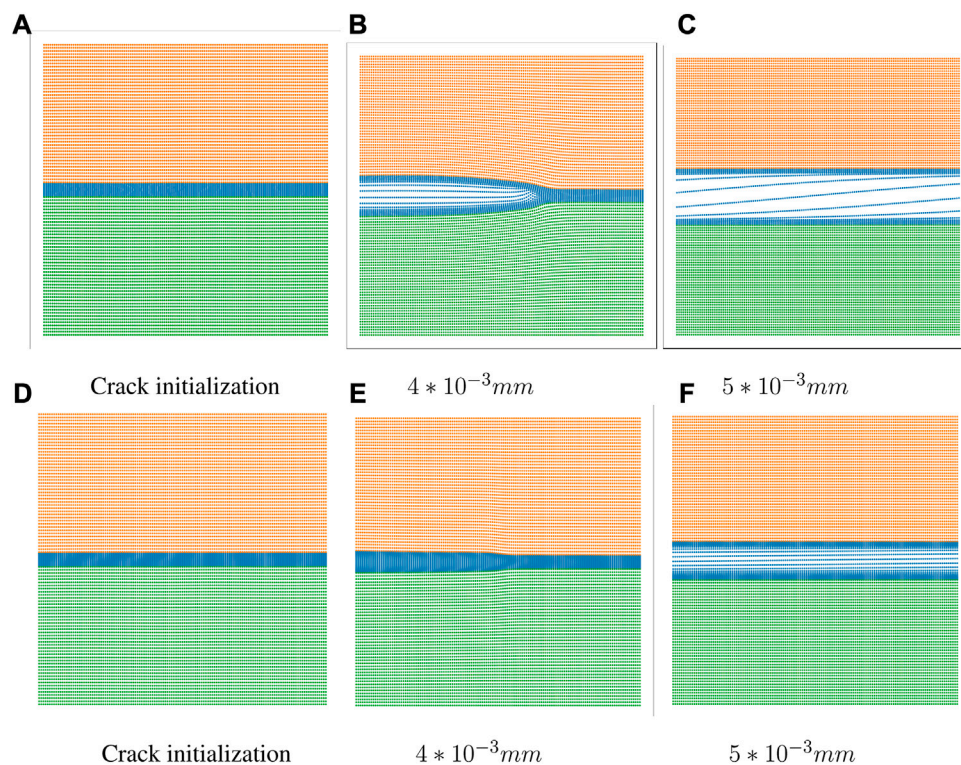 A B C
Crack initialization $4 * 10^{-3}mm$ $5 * 10^{-3}mm$
D E F
Crack initialization $4 * 10^{-3}mm$ $5 * 10^{-3}mm$